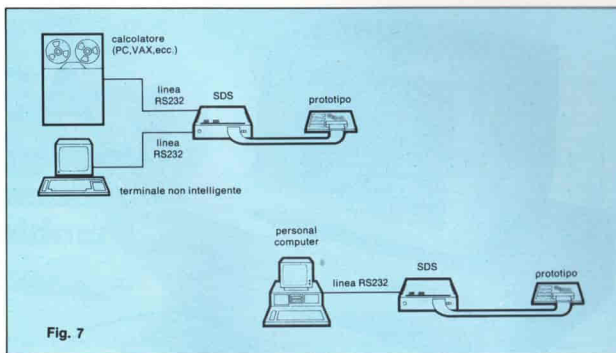 calcolatore
(PC,VAX,ecc.)
linea
RS232
SDS
prototipo
linea
RS232
terminale non intelligente
personal
computer
linea RS232
SDS
prototipo
Fig. 7